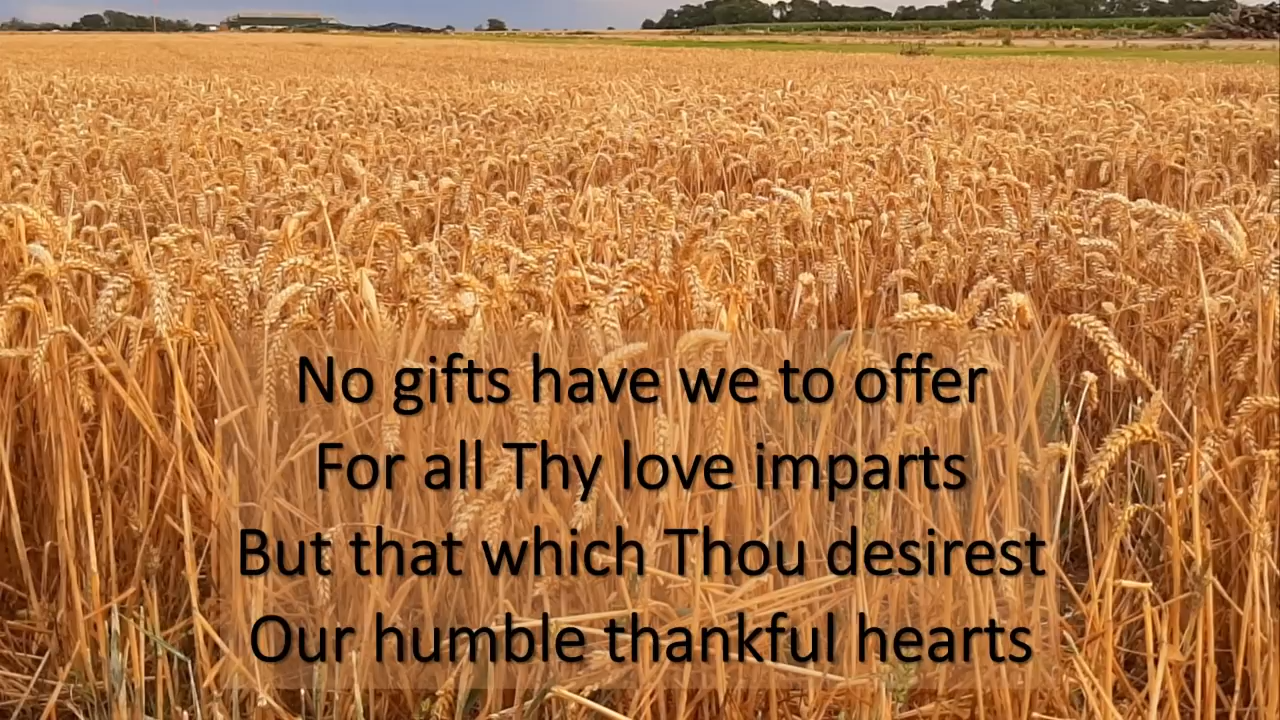 No gifts have we to offer
For all Thy love imparts
But that which Thou desirest
Our humble thankful hearts